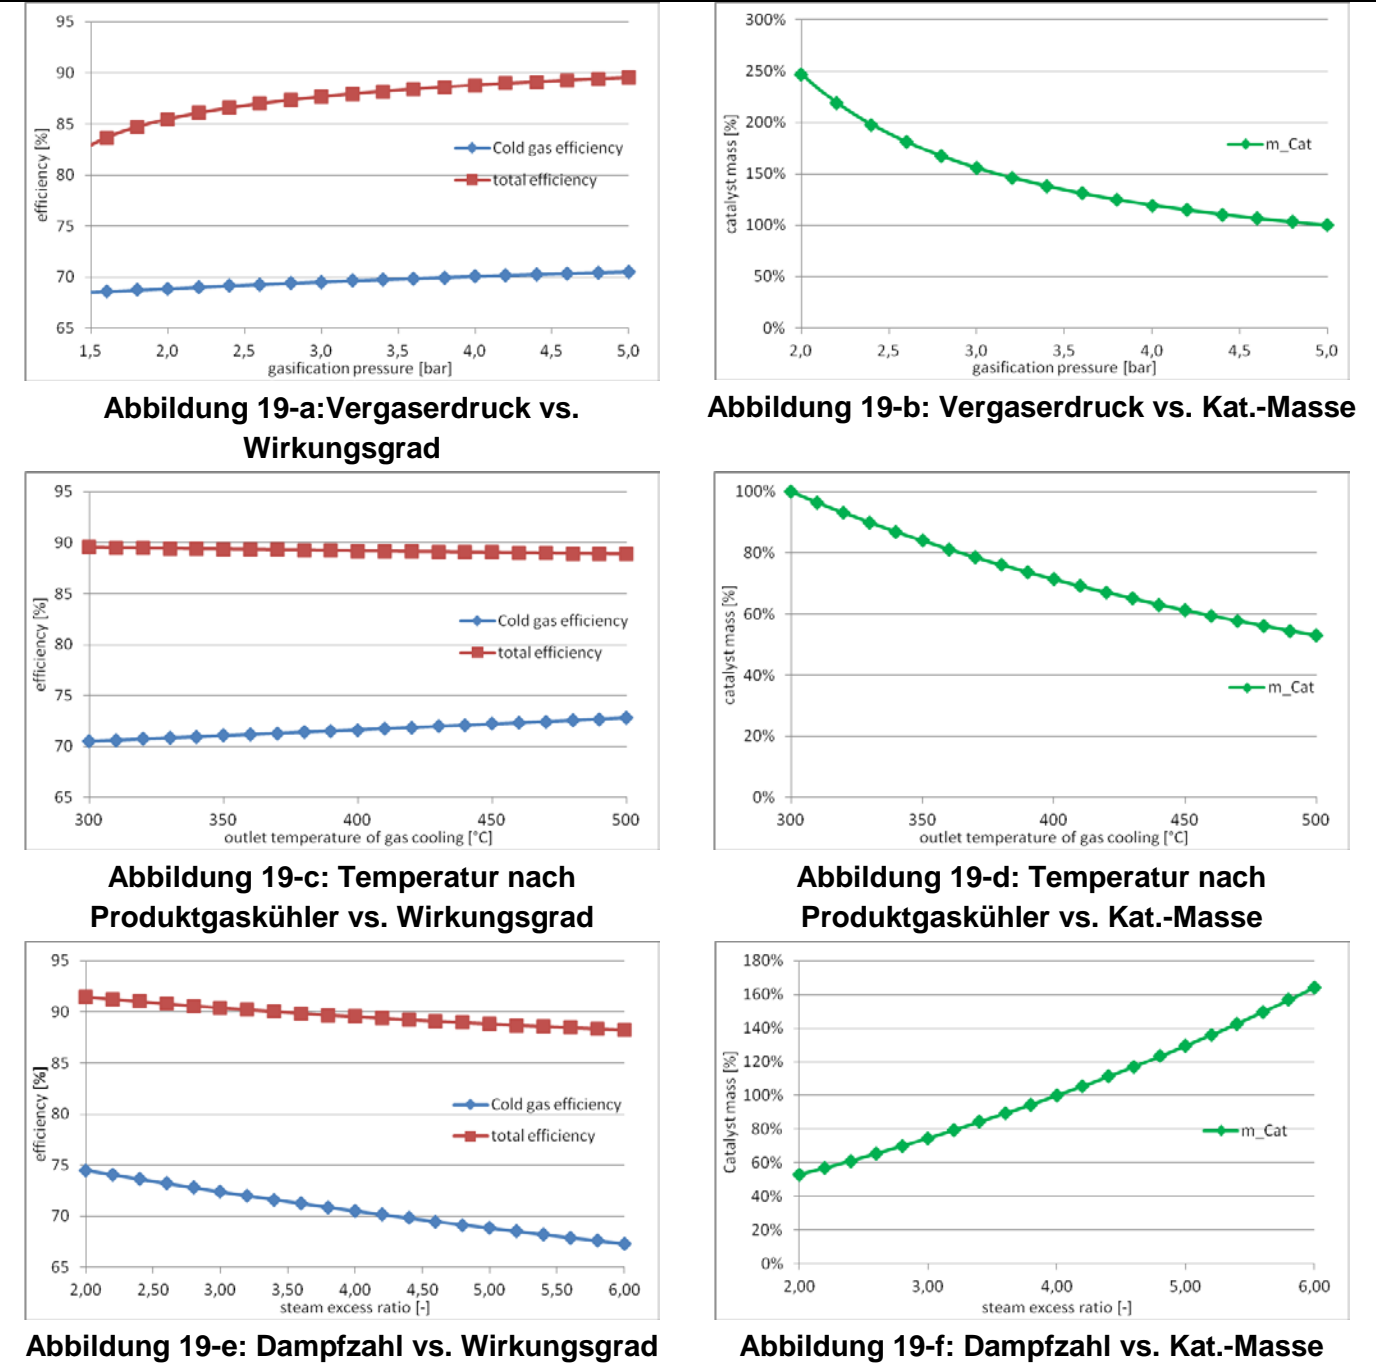 95
90
85
80
75
70
65
efficiency [%]
Cold gas efficiency
total efficiency
1,5 2,0 2,5 3,0 3,5 4,0 4,5 5,0
gasification pressure [bar]
300%
250%
200%
150%
100%
50%
0%
catalyst mass [%]
m_Cat
2,0 2,5 3,0 3,5 4,0 4,5 5,0
gasification pressure [bar]
Abbildung 19-a:Vergaserdruck vs.
Wirkungsgrad
Abbildung 19-b: Vergaserdruck vs. Kat.-Masse
95
90
85
80
75
70
65
efficiency [%]
Cold gas efficiency
total efficiency
300 350 400 450 500
outlet temperature of gas cooling [°C]
100%
80%
60%
40%
20%
0%
catalyst mass [%]
m_Cat
300 350 400 450 500
outlet temperature of gas cooling [°C]
Abbildung 19-c: Temperatur nach
Produktgaskühler vs. Wirkungsgrad
Abbildung 19-d: Temperatur nach
Produktgaskühler vs. Kat.-Masse
95
90
85
80
75
70
65
efficiency [%]
Cold gas efficiency
total efficiency
2,00 2,50 3,00 3,50 4,00 4,50 5,00 5,50 6,00
steam excess ratio [-]
180%
160%
140%
120%
100%
80%
60%
40%
20%
0%
Catalyst mass [%]
m_Cat
2,00 3,00 4,00 5,00 6,00
steam excess ratio [-]
Abbildung 19-e: Dampfzahl vs. Wirkungsgrad
Abbildung 19-f: Dampfzahl vs. Kat.-Masse